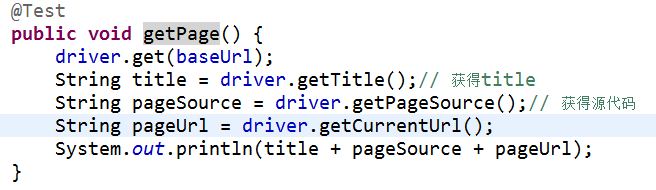 @Test
public void getPage() {
    driver.get(baseUrl);
    String title = driver.getTitle();// 获得title
    String pageSource = driver.getPageSource();// 获得源代码
    String pageUrl = driver.getCurrentUrl();
    System.out.println(title + pageSource + pageUrl);
}